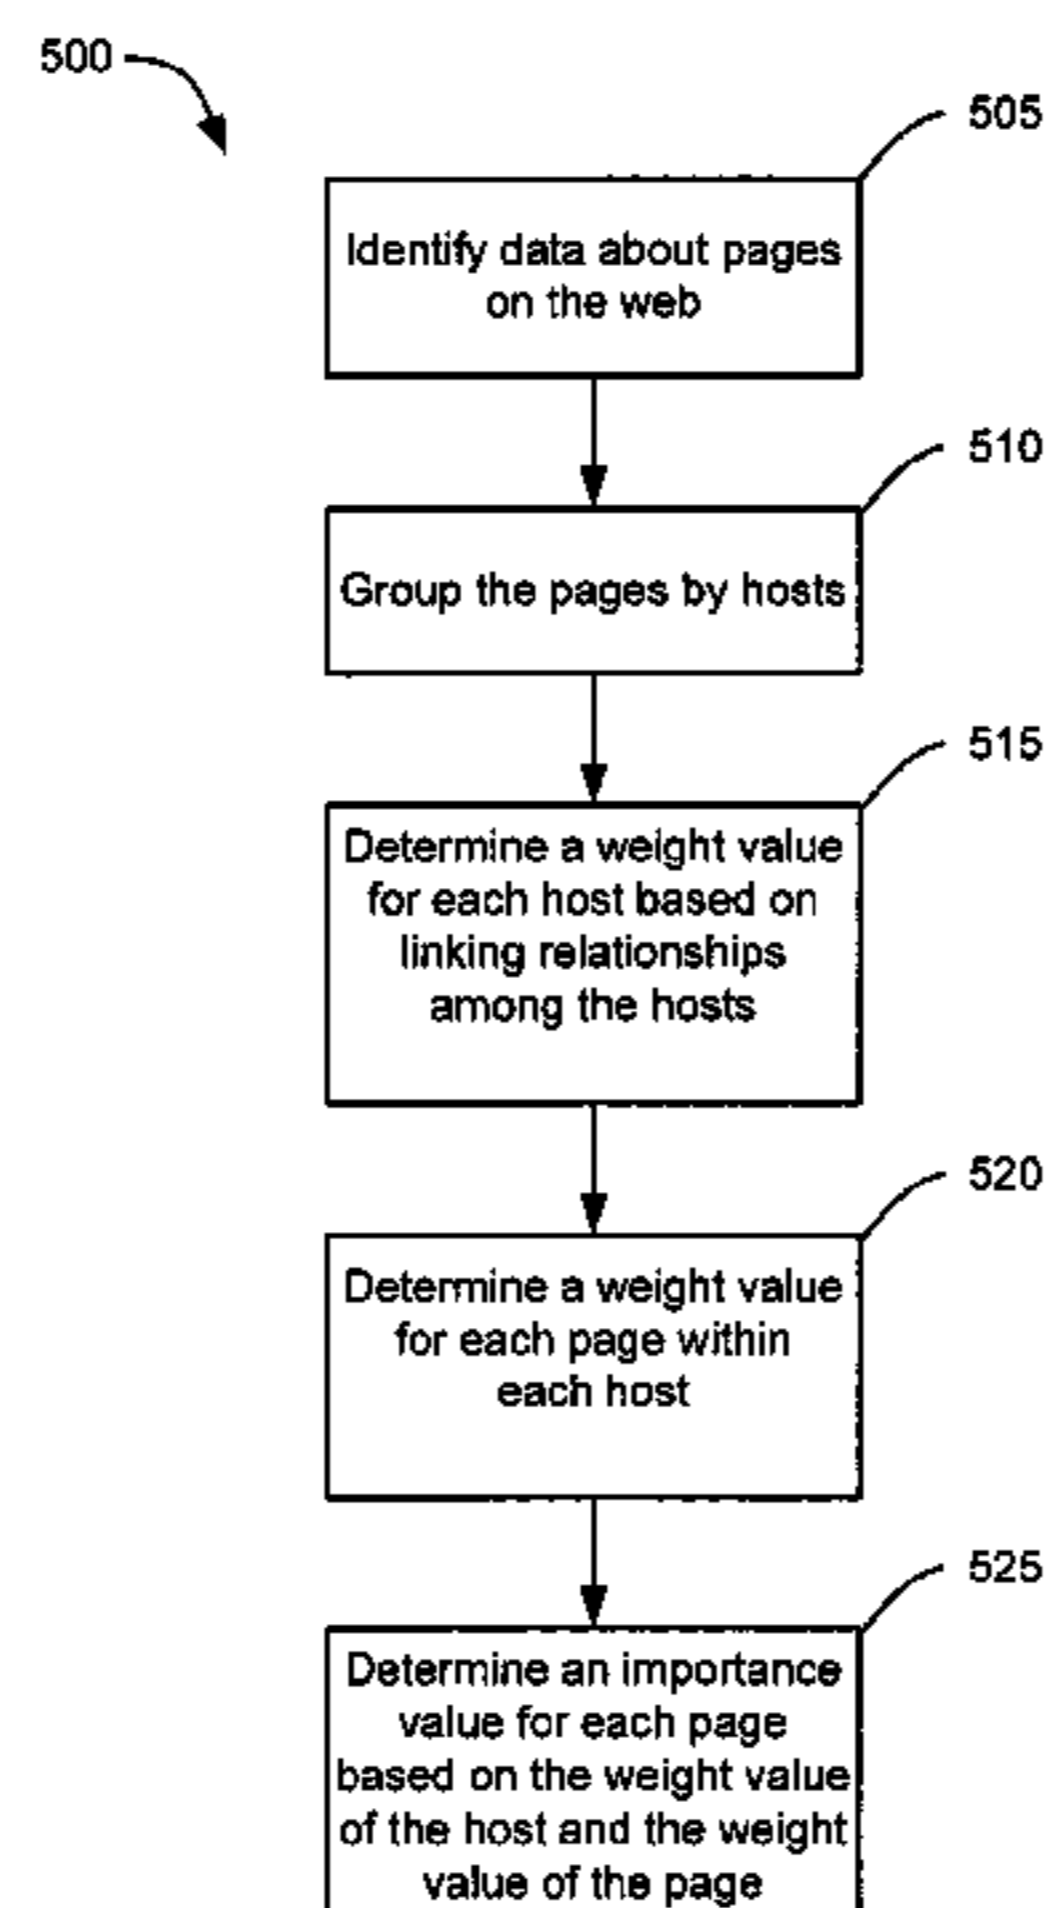 500
505
Identify data about pages
on the web
510
Group the pages by hosts
515
Determine a weight value
for each host based on
linking relationships
among the hosts
520
Determine a weight value
for each page within
each host
525
Determine an importance
value for each page
based on the weight value
of the host and the weight
value of the page